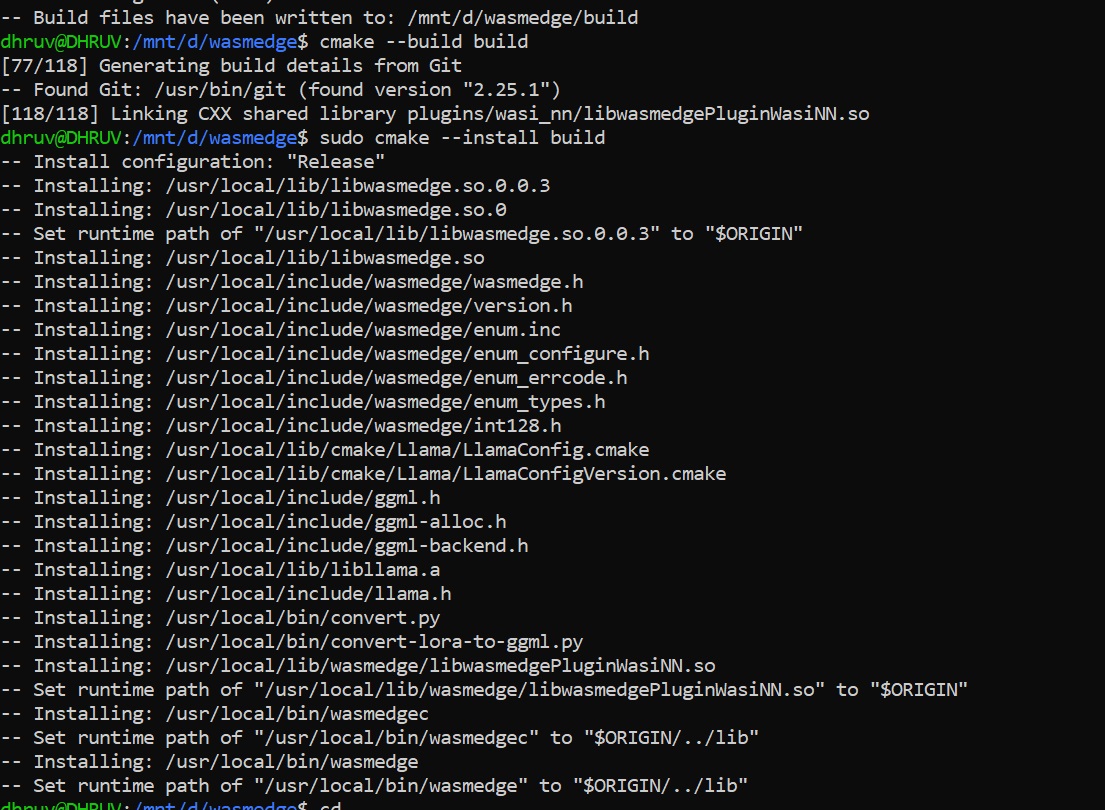 -- Build files have been written to: /mnt/d/wasmedge/build
dhruv@DHRUV:/mnt/d/wasmedge$ cmake --build build
[77/118] Generating build details from Git
-- Found Git: /usr/bin/git (found version "2.25.1")
[118/118] Linking CXX shared library plugins/wasi_nn/libwasmedgePluginWasiNN.so
dhruv@DHRUV:/mnt/d/wasmedge$ sudo cmake --install build
-- Install configuration: "Release"
-- Installing: /usr/local/lib/libwasmedge.so.0.0.3
-- Installing: /usr/local/lib/libwasmedge.so.0
-- Set runtime path of "/usr/local/lib/libwasmedge.so.0.0.3" to "$ORIGIN"
-- Installing: /usr/local/lib/libwasmedge.so
-- Installing: /usr/local/include/wasmedge/wasmedge.h
-- Installing: /usr/local/include/wasmedge/version.h
-- Installing: /usr/local/include/wasmedge/enum.inc
-- Installing: /usr/local/include/wasmedge/enum_configure.h
-- Installing: /usr/local/include/wasmedge/enum_errcode.h
-- Installing: /usr/local/include/wasmedge/enum_types.h
-- Installing: /usr/local/include/wasmedge/int128.h
-- Installing: /usr/local/lib/cmake/Llama/LlamaConfig.cmake
-- Installing: /usr/local/lib/cmake/Llama/LlamaConfigVersion.cmake
-- Installing: /usr/local/include/ggml.h
-- Installing: /usr/local/include/ggml-alloc.h
-- Installing: /usr/local/include/ggml-backend.h
-- Installing: /usr/local/lib/libllama.a
-- Installing: /usr/local/include/llama.h
-- Installing: /usr/local/bin/convert.py
-- Installing: /usr/local/bin/convert-lora-to-ggml.py
-- Installing: /usr/local/lib/wasmedge/libwasmedgePluginWasiNN.so
-- Set runtime path of "/usr/local/lib/wasmedge/libwasmedgePluginWasiNN.so" to "$ORIGIN"
-- Installing: /usr/local/bin/wasmedgec
-- Set runtime path of "/usr/local/bin/wasmedgec" to "$ORIGIN/../lib"
-- Installing: /usr/local/bin/wasmedge
-- Set runtime path of "/usr/local/bin/wasmedge" to "$ORIGIN/../lib"
dhruv@DHRUV:/mnt/d/wasmedge$ cd